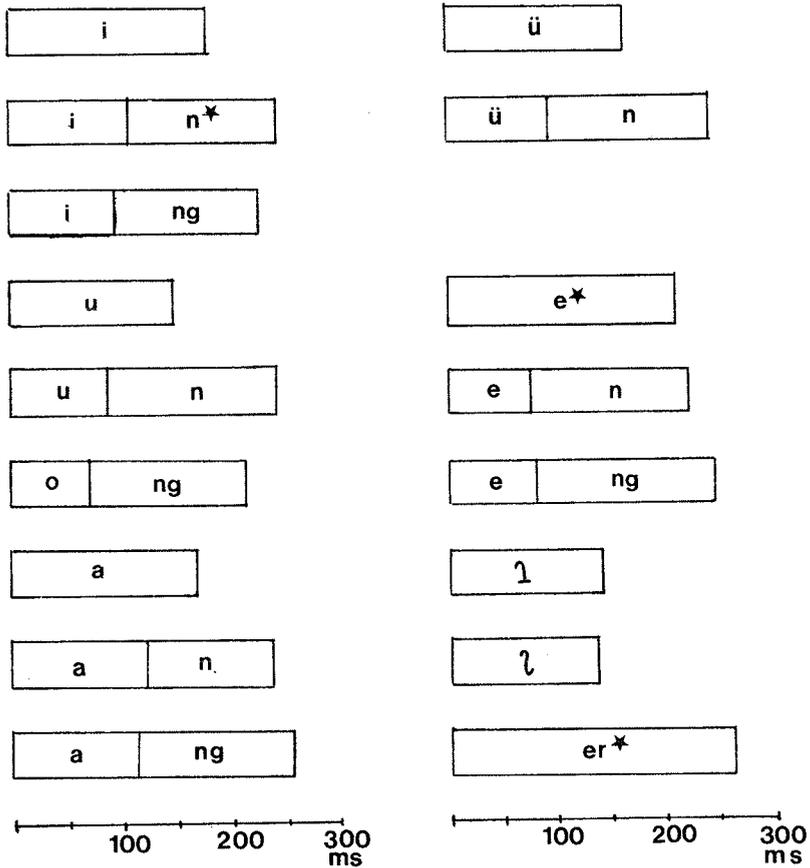 i ü
i n★ ü n
i ng
u e★
u n e n
o ng e ng
a ɿ
a n ʅ
a ng er★
100 200 300 100 200 300
ms ms